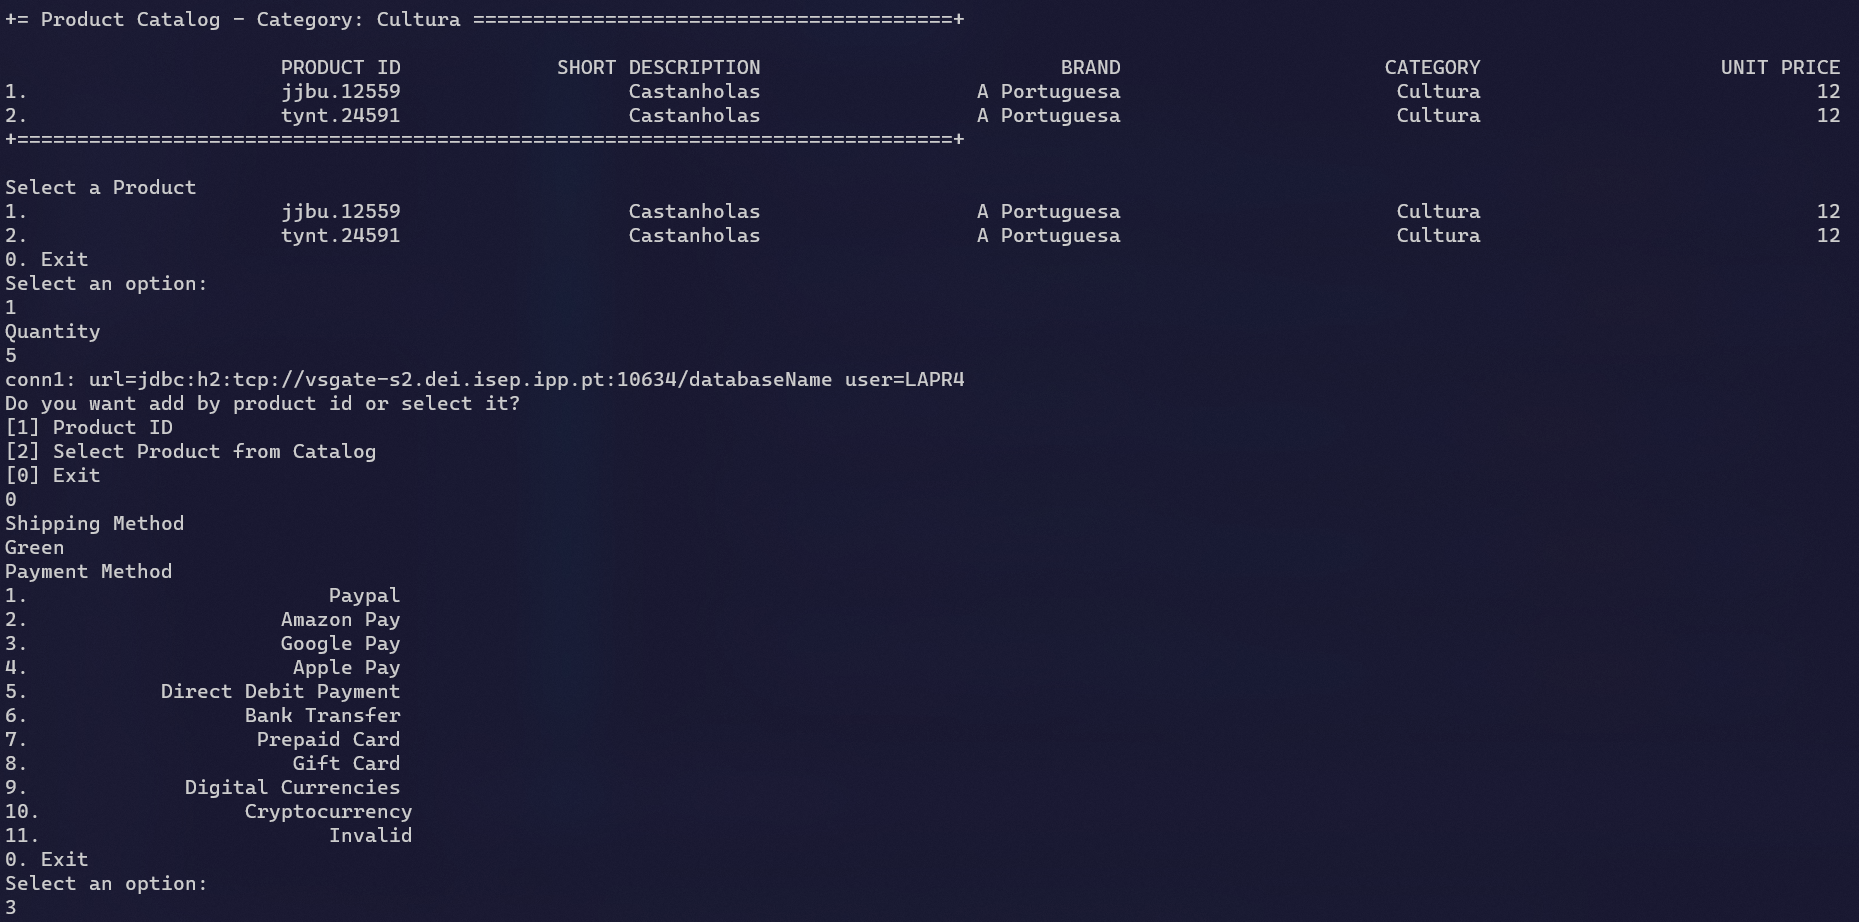 += Product Catalog - Category: Cultura ========================================+
PRODUCT ID SHORT DESCRIPTION BRAND CATEGORY UNIT PRICE
1. jjbu.12559 Castanholas A Portuguesa Cultura 12
2. tynt.24591 Castanholas A Portuguesa Cultura 12
+==============================================================================+
Select a Product
1. jjbu.12559 Castanholas A Portuguesa Cultura 12
2. tynt.24591 Castanholas A Portuguesa Cultura 12
0. Exit
Select an option:
1
Quantity
5
conn1: url=jdbc:h2:tcp://vsgate-s2.dei.isep.ipp.pt:10634/databaseName user=LAPR4
Do you want add by product id or select it?
[1] Product ID
[2] Select Product from Catalog
[0] Exit
0
Shipping Method
Green
Payment Method
1. Paypal
2. Amazon Pay
3. Google Pay
4. Apple Pay
5. Direct Debit Payment
6. Bank Transfer
7. Prepaid Card
8. Gift Card
9. Digital Currencies
10. Cryptocurrency
11. Invalid
0. Exit
Select an option:
3